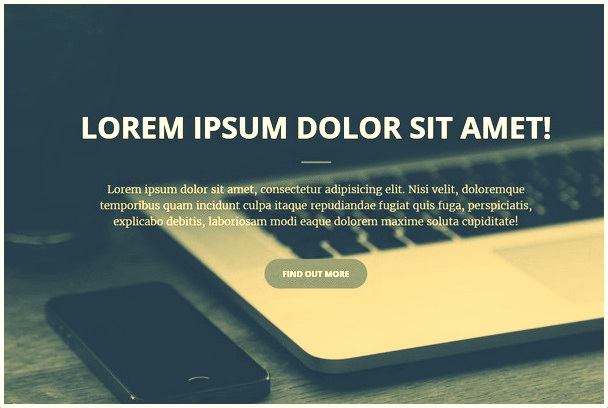 LOREM IPSUM DOLOR SIT AMET!
Lorem ipsum dolor sit amet, consectetur adipisicing elit. Nisi velit, doloremque
temporibus quam incidunt culpa itaque repudiandae fugiat quis fuga, perspiciatis,
explicabo debitis, laboriosam modi eaque dolorem maxime soluta cupiditate!
FIND OUT MORE